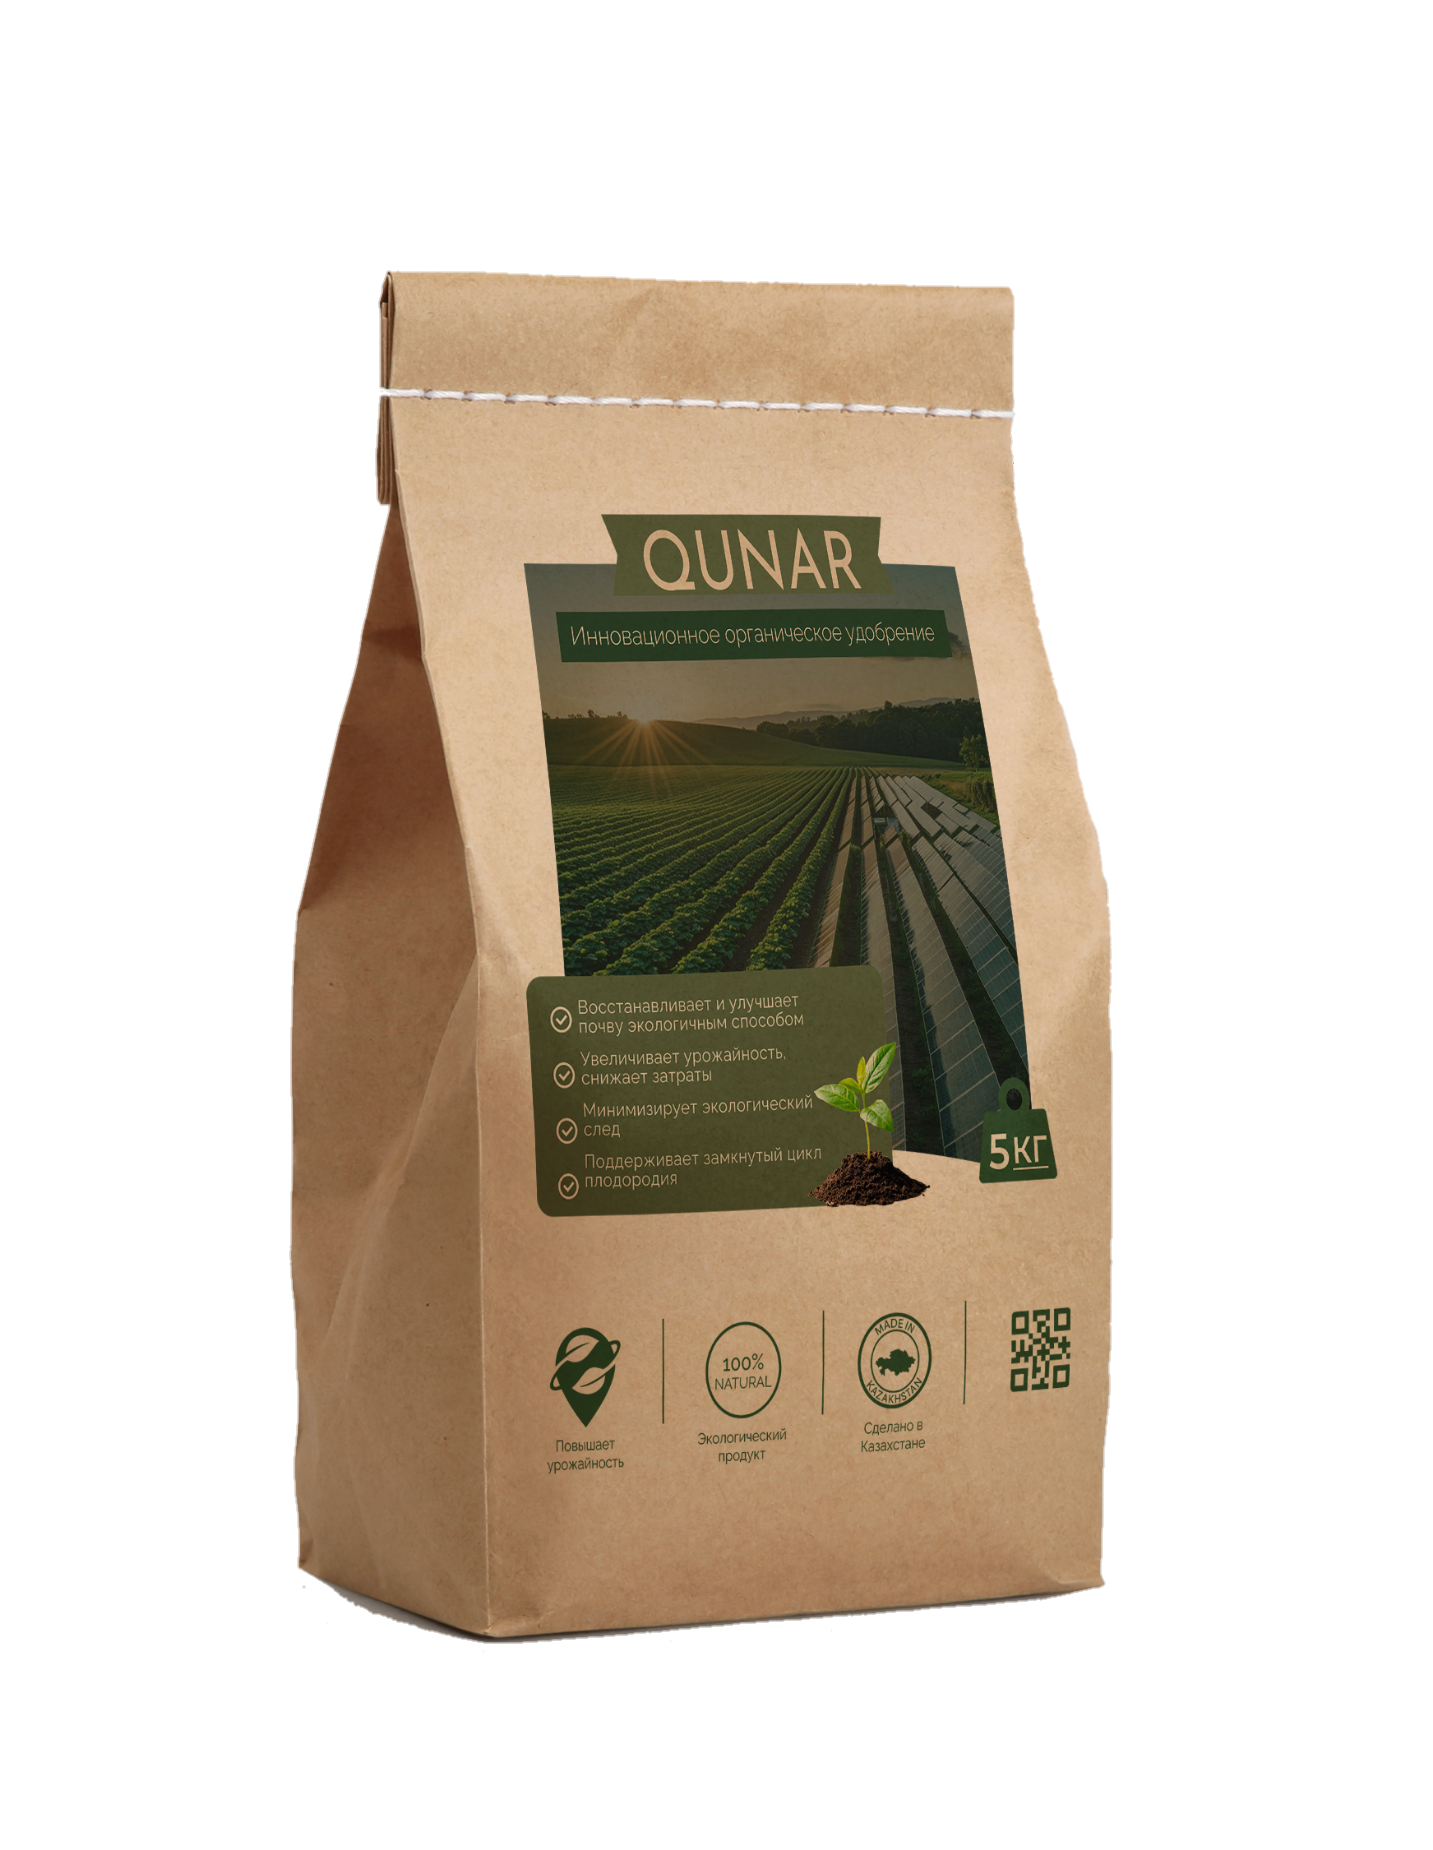 QUNAR
Инновационное органическое удобрение
Восстанавливает и улучшает
почву экологичным способом
Увеличивает урожайность,
снижает затраты
Минимизирует экологический
след
Поддерживает замкнутый цикл
плодородия
5КГ
Повышает
урожайность
100%
NATURAL
Экологический
продукт
MADE IN
KAZAKHSTAN
Сделано в
Казахстане